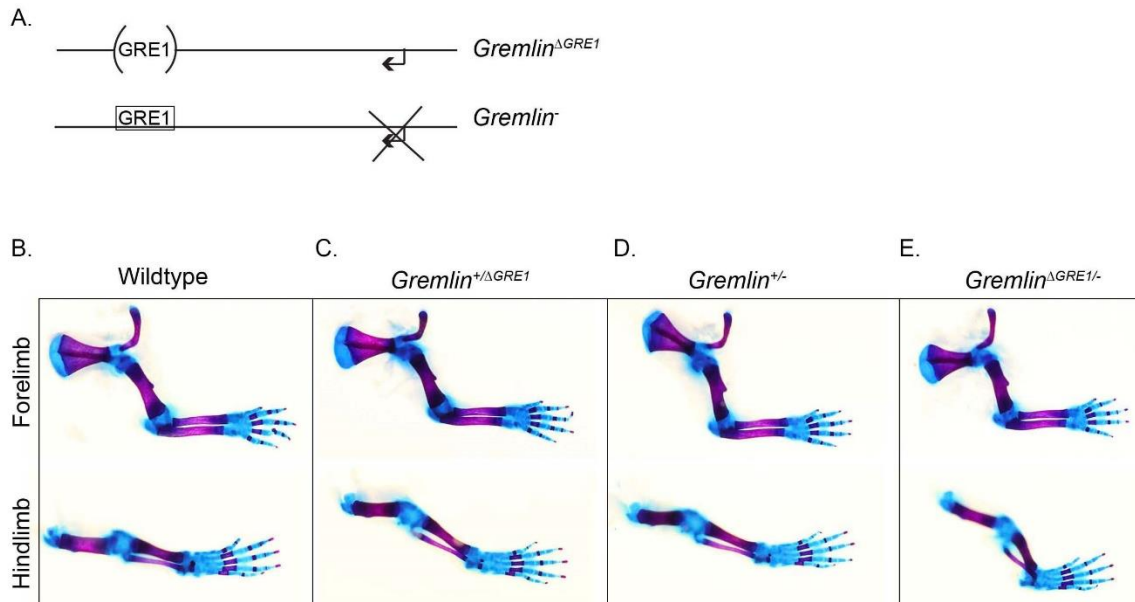 A.
(GRE1) Gremlin^ΔGRE1
GRE1 Gremlin^-
B. C. D. E.
Wildtype Gremlin^+/ΔGRE1 Gremlin^+/- Gremlin^ΔGRE1/-
Forelimb
Hindlimb